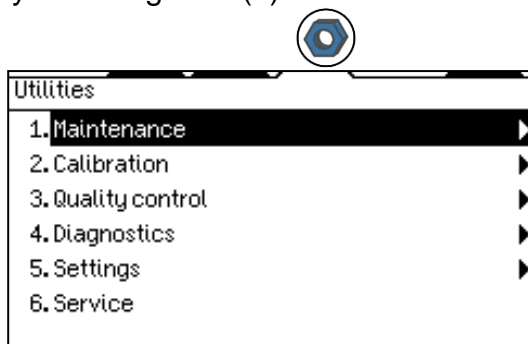 Utilities
1. Maintenance
2. Calibration
3. Quality control
4. Diagnostics
5. Settings
6. Service